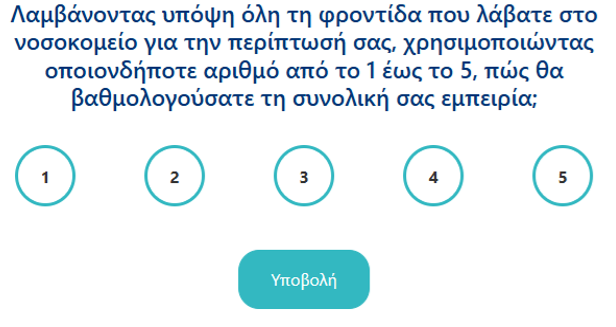 Λαμβάνοντας υπόψη όλη τη φροντίδα που λάβατε στο
νοσοκομείο για την περίπτωσή σας, χρησιμοποιώντας
οποιονδήποτε αριθμό από το 1 έως το 5, πώς θα
βαθμολογούσατε τη συνολική σας εμπειρία;
1 2 3 4 5
Υποβολή